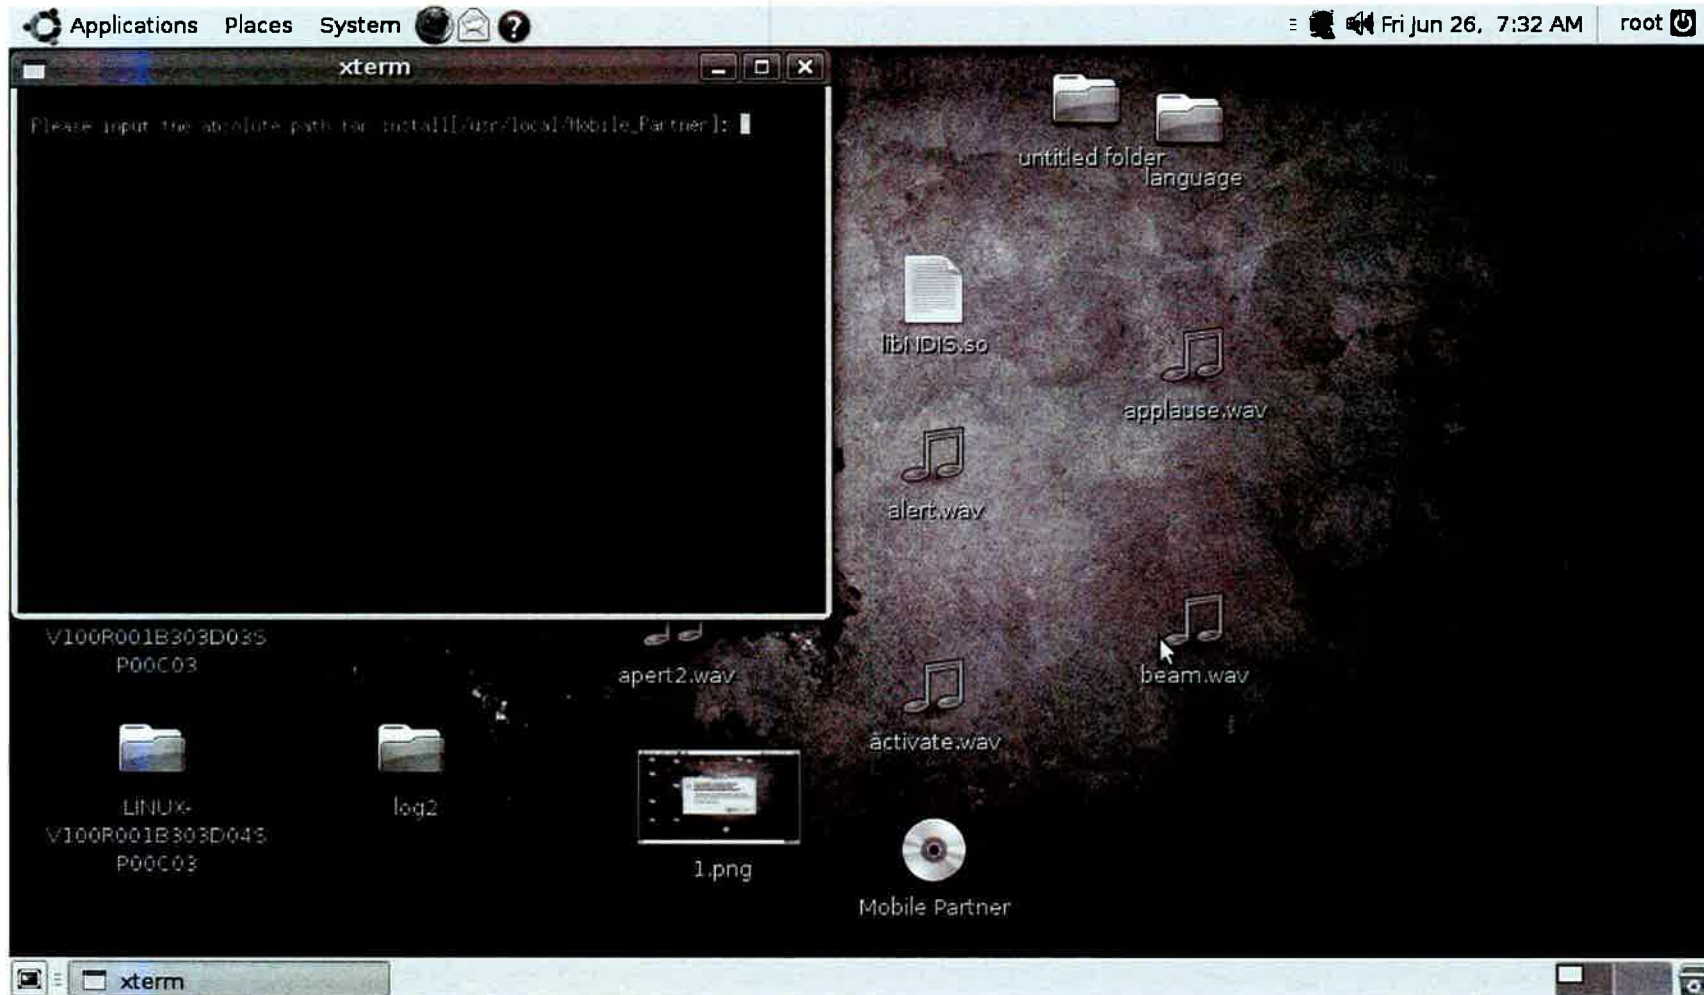 Applications Places System
Fri Jun 26, 7:32 AM
root
xterm
Please input the absolute path for install[/usr/local/Mobile_Partner]:
untitled folder
language
libNDIS.so
applause.wav
alert.wav
V100R001B303D03S
P00C03
apert2.wav
beam.wav
activate.wav
LINUX-
V100R001B303D04S
P00C03
log2
1.png
Mobile Partner
xterm